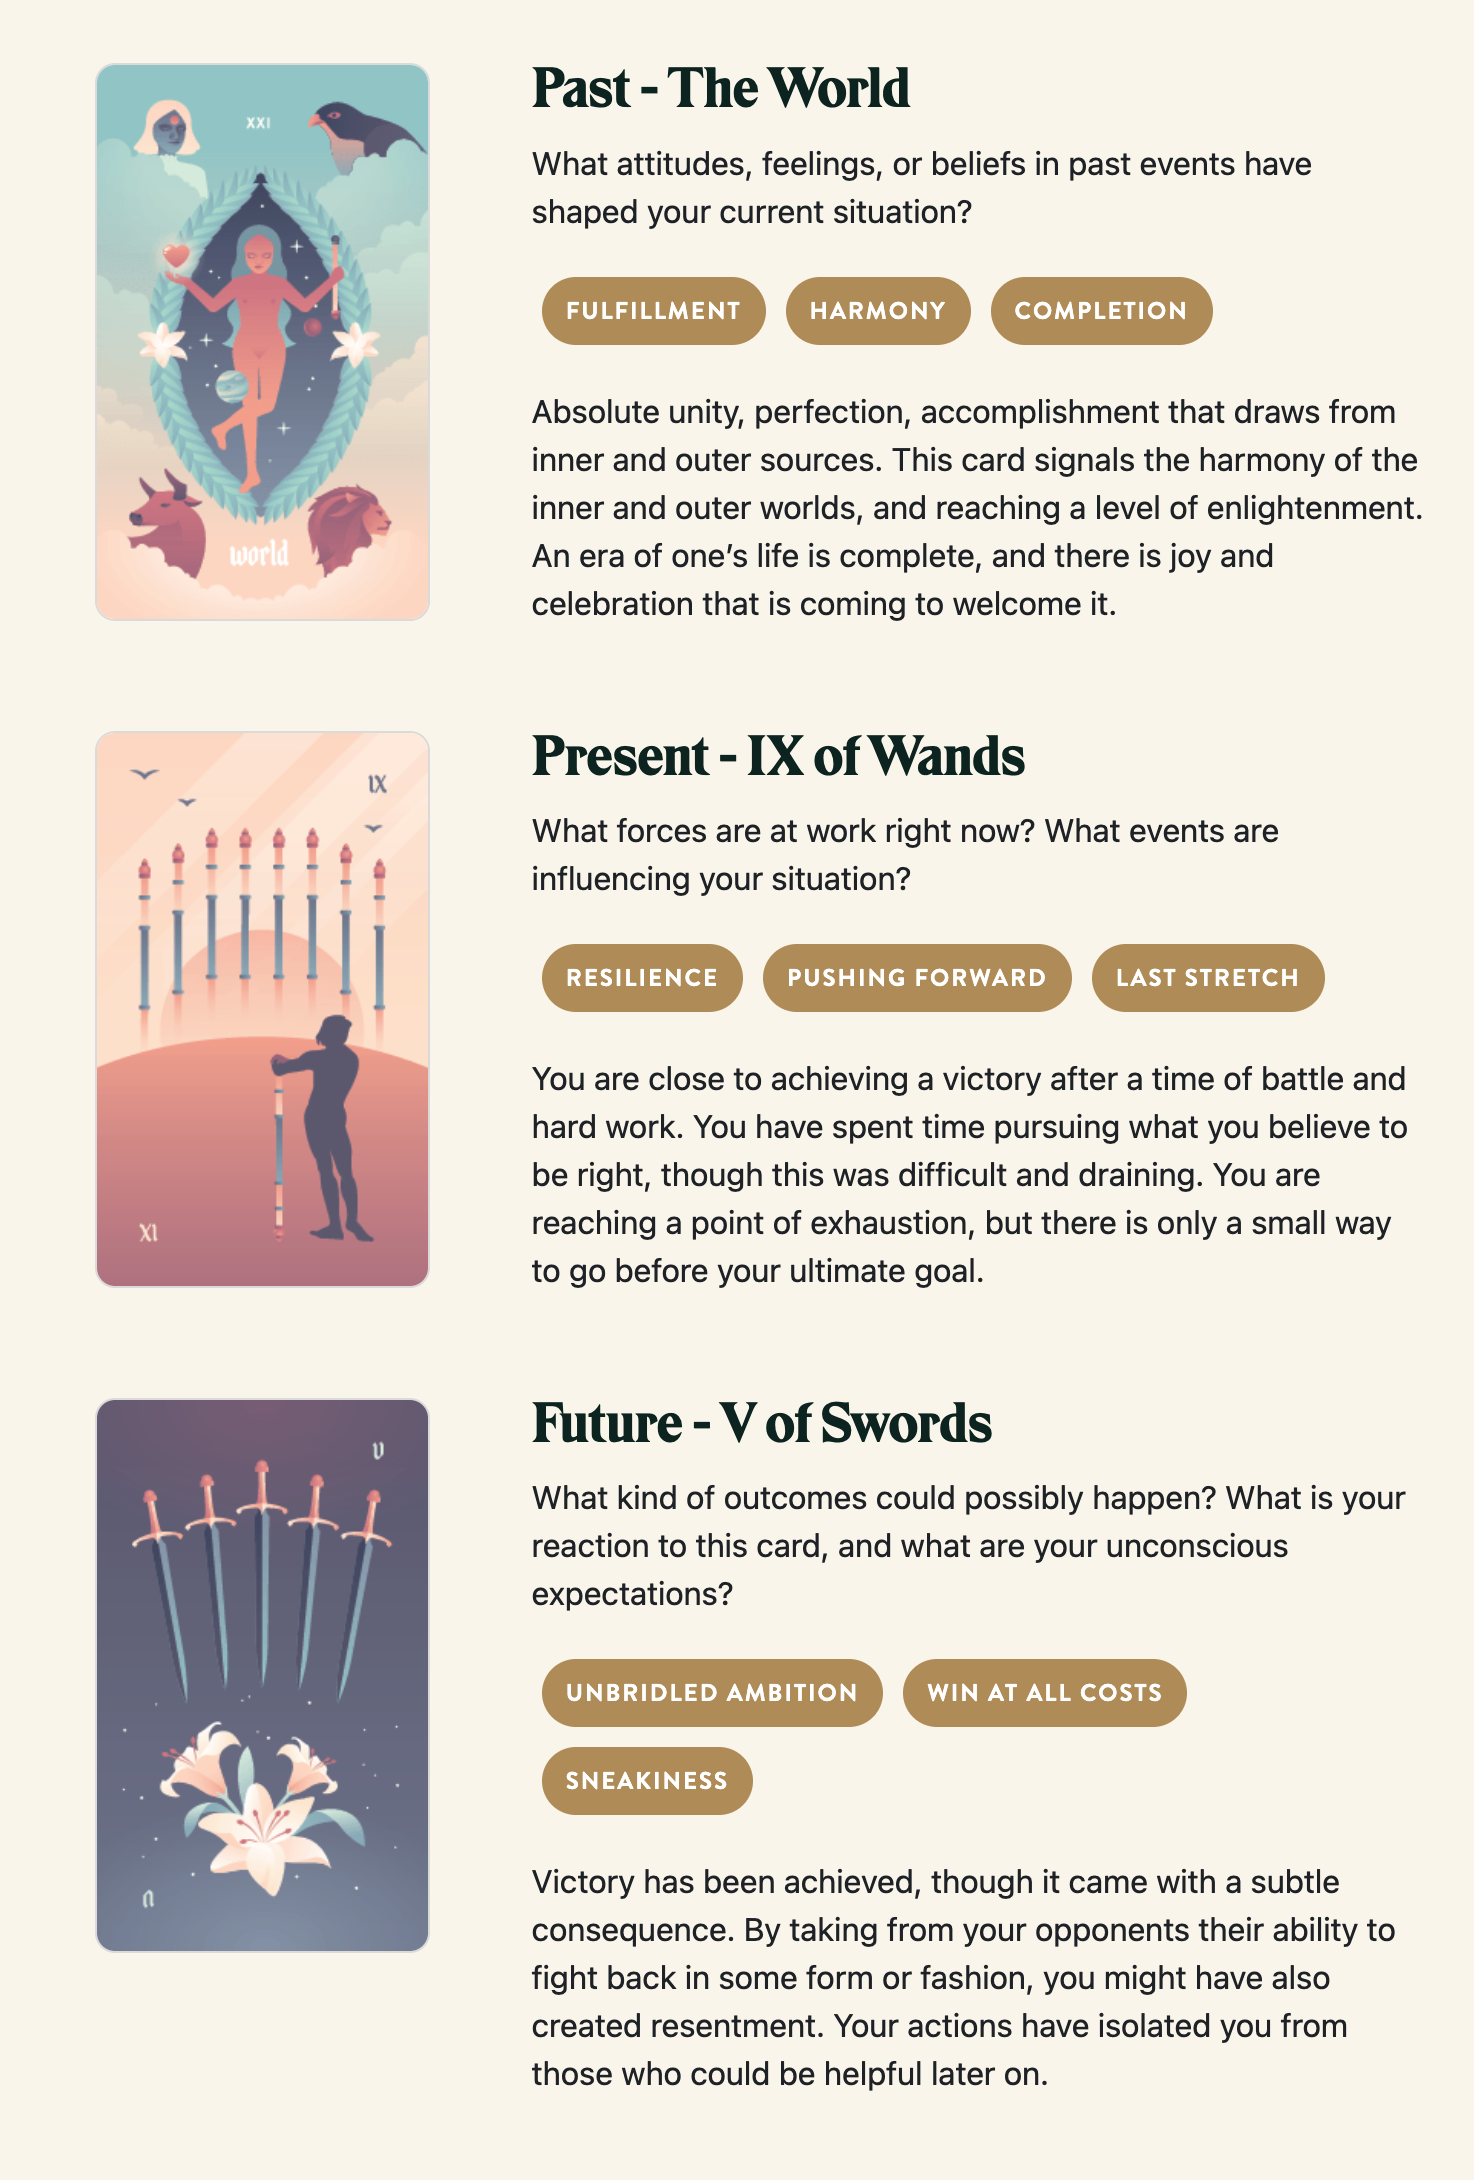 XXI
world
Past - The World
What attitudes, feelings, or beliefs in past events have
shaped your current situation?
FULFILLMENT
HARMONY
COMPLETION
Absolute unity, perfection, accomplishment that draws from
inner and outer sources. This card signals the harmony of the
inner and outer worlds, and reaching a level of enlightenment.
An era of one’s life is complete, and there is joy and
celebration that is coming to welcome it.
IX
IX
Present - IX of Wands
What forces are at work right now? What events are
influencing your situation?
RESILIENCE
PUSHING FORWARD
LAST STRETCH
You are close to achieving a victory after a time of battle and
hard work. You have spent time pursuing what you believe to
be right, though this was difficult and draining. You are
reaching a point of exhaustion, but there is only a small way
to go before your ultimate goal.
V
V
Future - V of Swords
What kind of outcomes could possibly happen? What is your
reaction to this card, and what are your unconscious
expectations?
UNBRIDLED AMBITION
WIN AT ALL COSTS
SNEAKINESS
Victory has been achieved, though it came with a subtle
consequence. By taking from your opponents their ability to
fight back in some form or fashion, you might have also
created resentment. Your actions have isolated you from
those who could be helpful later on.